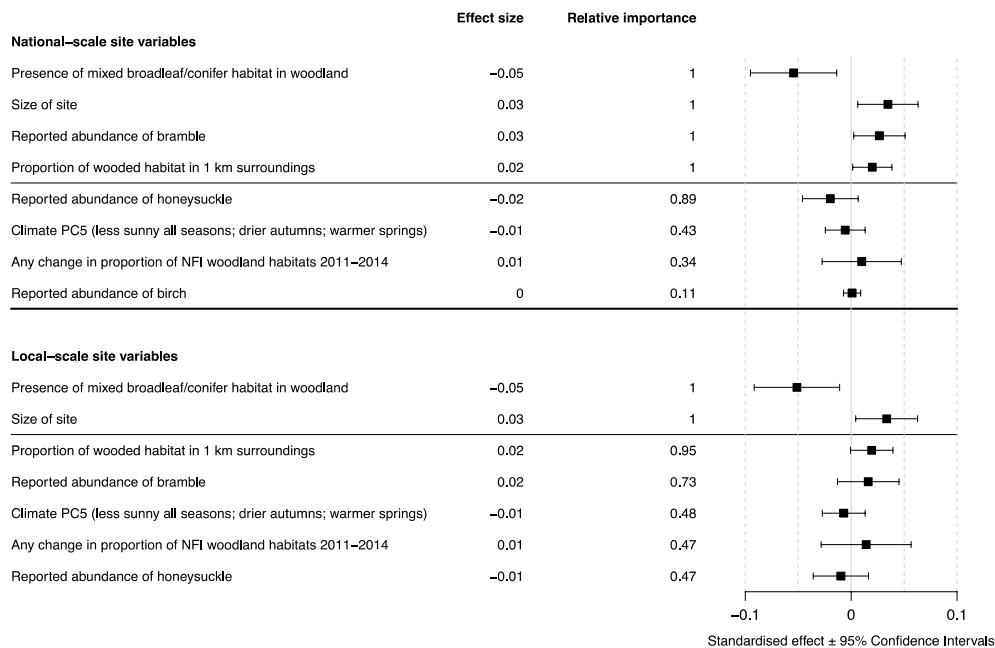 Effect size Relative importance
National–scale site variables
Presence of mixed broadleaf/conifer habitat in woodland −0.05 1
Size of site 0.03 1
Reported abundance of bramble 0.03 1
Proportion of wooded habitat in 1 km surroundings 0.02 1
Reported abundance of honeysuckle −0.02 0.89
Climate PC5 (less sunny all seasons; drier autumns; warmer springs) −0.01 0.43
Any change in proportion of NFI woodland habitats 2011−2014 0.01 0.34
Reported abundance of birch 0 0.11
Local–scale site variables
Presence of mixed broadleaf/conifer habitat in woodland −0.05 1
Size of site 0.03 1
Proportion of wooded habitat in 1 km surroundings 0.02 0.95
Reported abundance of bramble 0.02 0.73
Climate PC5 (less sunny all seasons; drier autumns; warmer springs) −0.01 0.48
Any change in proportion of NFI woodland habitats 2011−2014 0.01 0.47
Reported abundance of honeysuckle −0.01 0.47
−0.1 0 0.1
Standardised effect ± 95% Confidence Intervals